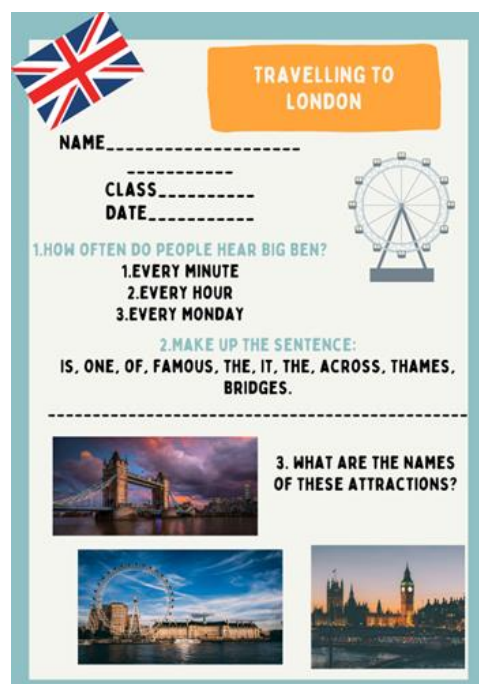 TRAVELLING TO
LONDON
NAME____________________
___________
CLASS__________
DATE___________
1.HOW OFTEN DO PEOPLE HEAR BIG BEN?
1.EVERY MINUTE
2.EVERY HOUR
3.EVERY MONDAY
2.MAKE UP THE SENTENCE:
IS, ONE, OF, FAMOUS, THE, IT, THE, ACROSS, THAMES,
BRIDGES.
3. WHAT ARE THE NAMES
OF THESE ATTRACTIONS?